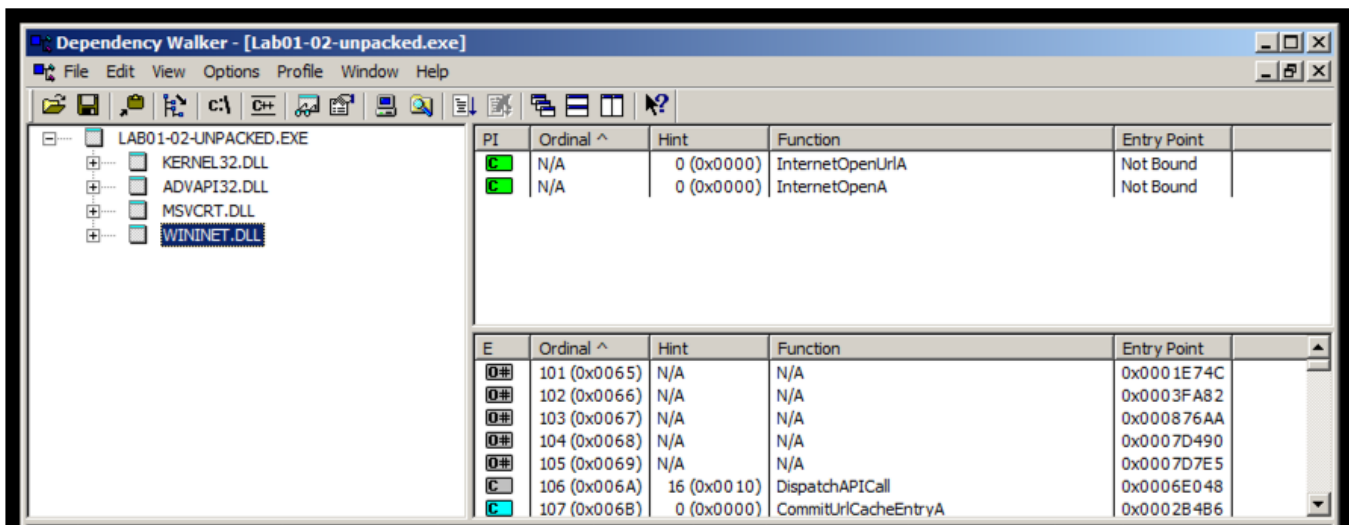 Dependency Walker - [Lab01-02-unpacked.exe]
File Edit View Options Profile Window Help
C:\ C++
LAB01-02-UNPACKED.EXE
KERNEL32.DLL
ADVAPI32.DLL
MSVCRT.DLL
WININET.DLL
PI Ordinal ^ Hint Function Entry Point
C N/A 0 (0x0000) InternetOpenUrlA Not Bound
C N/A 0 (0x0000) InternetOpenA Not Bound
E Ordinal ^ Hint Function Entry Point
O# 101 (0x0065) N/A N/A 0x0001E74C
O# 102 (0x0066) N/A N/A 0x0003FA82
O# 103 (0x0067) N/A N/A 0x000876AA
O# 104 (0x0068) N/A N/A 0x0007D490
O# 105 (0x0069) N/A N/A 0x0007D7E5
C 106 (0x006A) 16 (0x0010) DispatchAPICall 0x0006E048
C 107 (0x006B) 0 (0x0000) CommitUrlCacheEntryA 0x0002B4B6